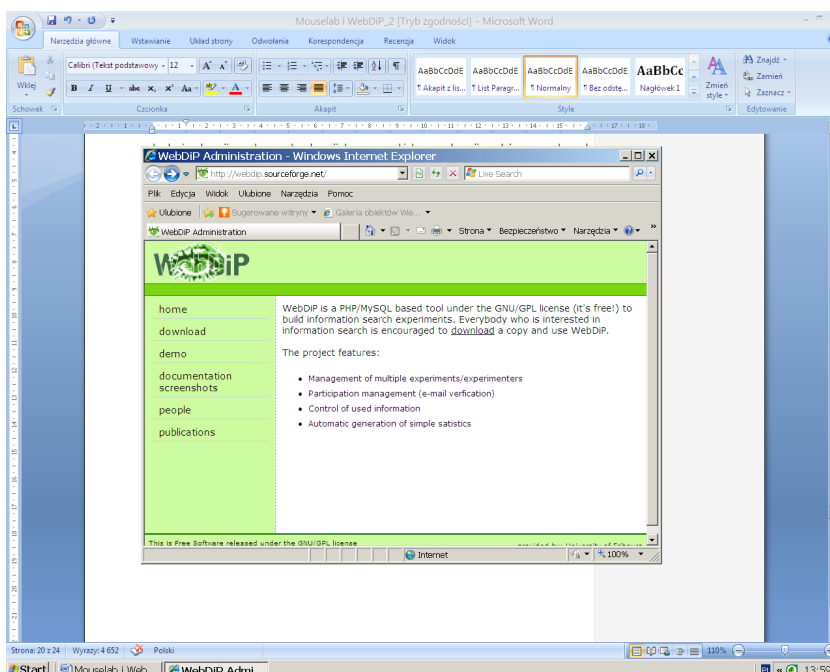 Mouselab i WebDiP_2 [Tryb zgodności] - Microsoft Word
Narzędzia główne Wstawianie Układ strony Odwołania Korespondencja Recenzja Widok
Wklej
Calibri (Tekst podstawowy 12
AaBbCcDdE AaBbCcDdE AaBbCcDdE AaBbCcDdE AaBbCc
¶ Akapit z lis... ¶ List Paragr... ¶ Normalny ¶ Bez odstę... Nagłówek 1
Zmień style
Znajdź
Zamień
Zaznacz
Schowek Czcionka Akapit Style Edytowanie
WebDiP Administration - Windows Internet Explorer
http://webdip.sourceforge.net/ Live Search
Plik Edycja Widok Ulubione Narzędzia Pomoc
Ulubione Sugerowane witryny Galeria obiektów We...
WebDiP Administration Strona Bezpieczeństwo Narzędzia
WebDiP
home
download
demo
documentation
screenshots
people
publications
WebDiP is a PHP/MySQL based tool under the GNU/GPL license (it's free!) to
build information search experiments. Everybody who is interested in
information search is encouraged to download a copy and use WebDiP.
The project features:
• Management of multiple experiments/experimenters
• Participation management (e-mail verfication)
• Control of used information
• Automatic generation of simple satistics
This is Free Software released under the GNU/GPL license
Internet 100%
Strona: 20 z 24 Wyrazy: 4 652 Polski 110%
Start Mouselab i Web... WebDiP Admi... PL « 13:59